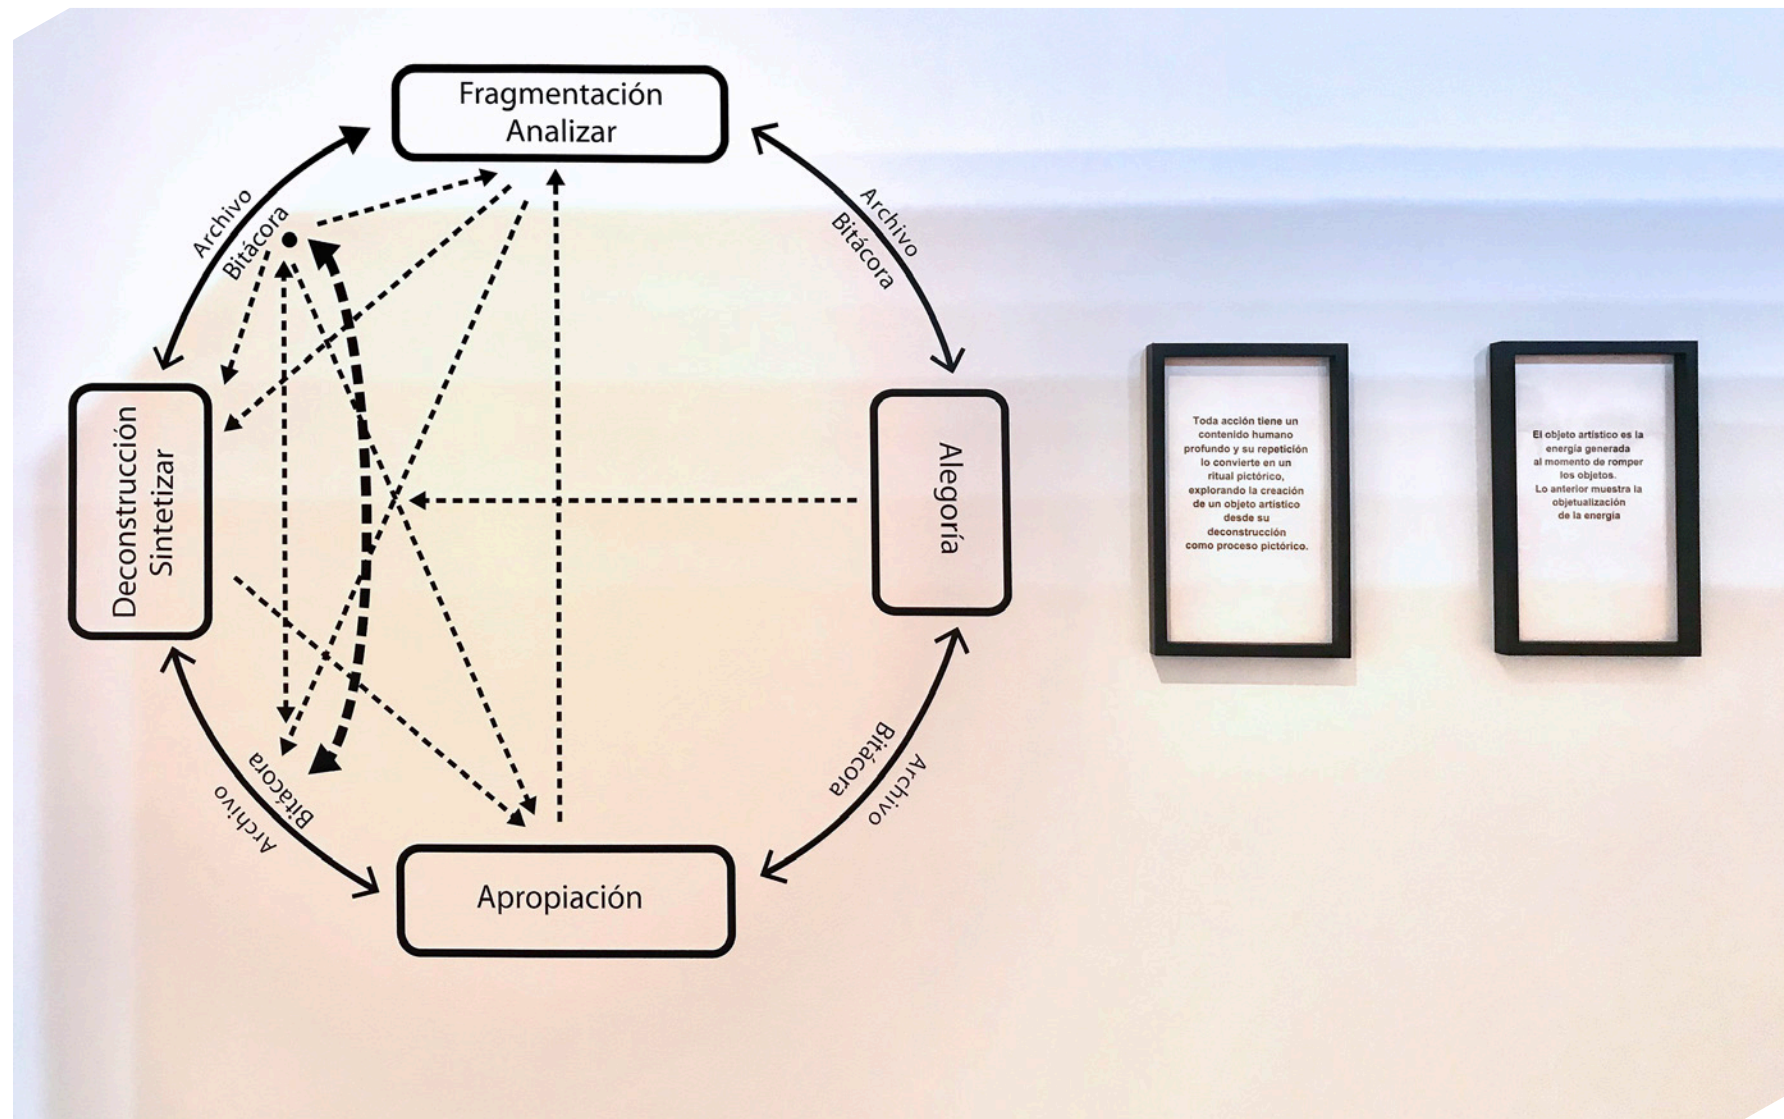 Fragmentación
Analizar
Archivo
Bitácora
Archivo
Bitácora
Deconstrucción
Sintetizar
Alegoría
Bitácora
Archivo
Bitácora
Archivo
Apropiación
Toda acción tiene un
contenido humano
profundo y su repetición
lo convierte en un
ritual pictórico,
explorando la creación
de un objeto artístico
desde su
deconstrucción
como proceso pictórico.
El objeto artístico es la
energía generada
al momento de romper
los objetos.
Lo anterior muestra la
objetualización
de la energía